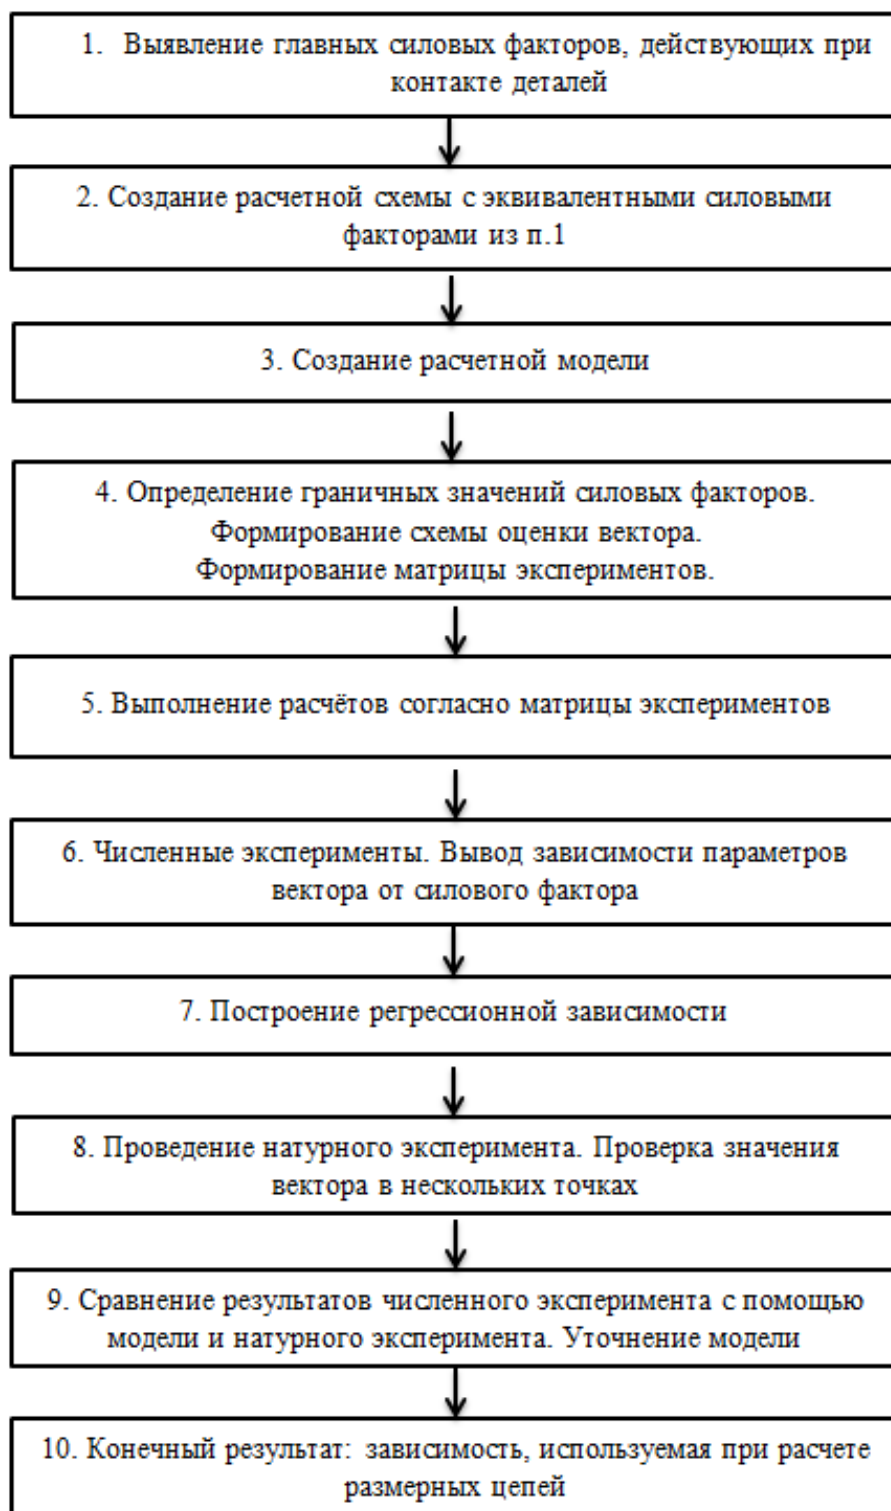 1. Выявление главных силовых факторов, действующих при
контакте деталей
2. Создание расчетной схемы с эквивалентными силовыми
факторами из п.1
3. Создание расчетной модели
4. Определение граничных значений силовых факторов.
Формирование схемы оценки вектора.
Формирование матрицы экспериментов.
5. Выполнение расчётов согласно матрицы экспериментов
6. Численные эксперименты. Вывод зависимости параметров
вектора от силового фактора
7. Построение регрессионной зависимости
8. Проведение натурного эксперимента. Проверка значения
вектора в нескольких точках
9. Сравнение результатов численного эксперимента с помощью
модели и натурного эксперимента. Уточнение модели
10. Конечный результат: зависимость, используемая при расчете
размерных цепей